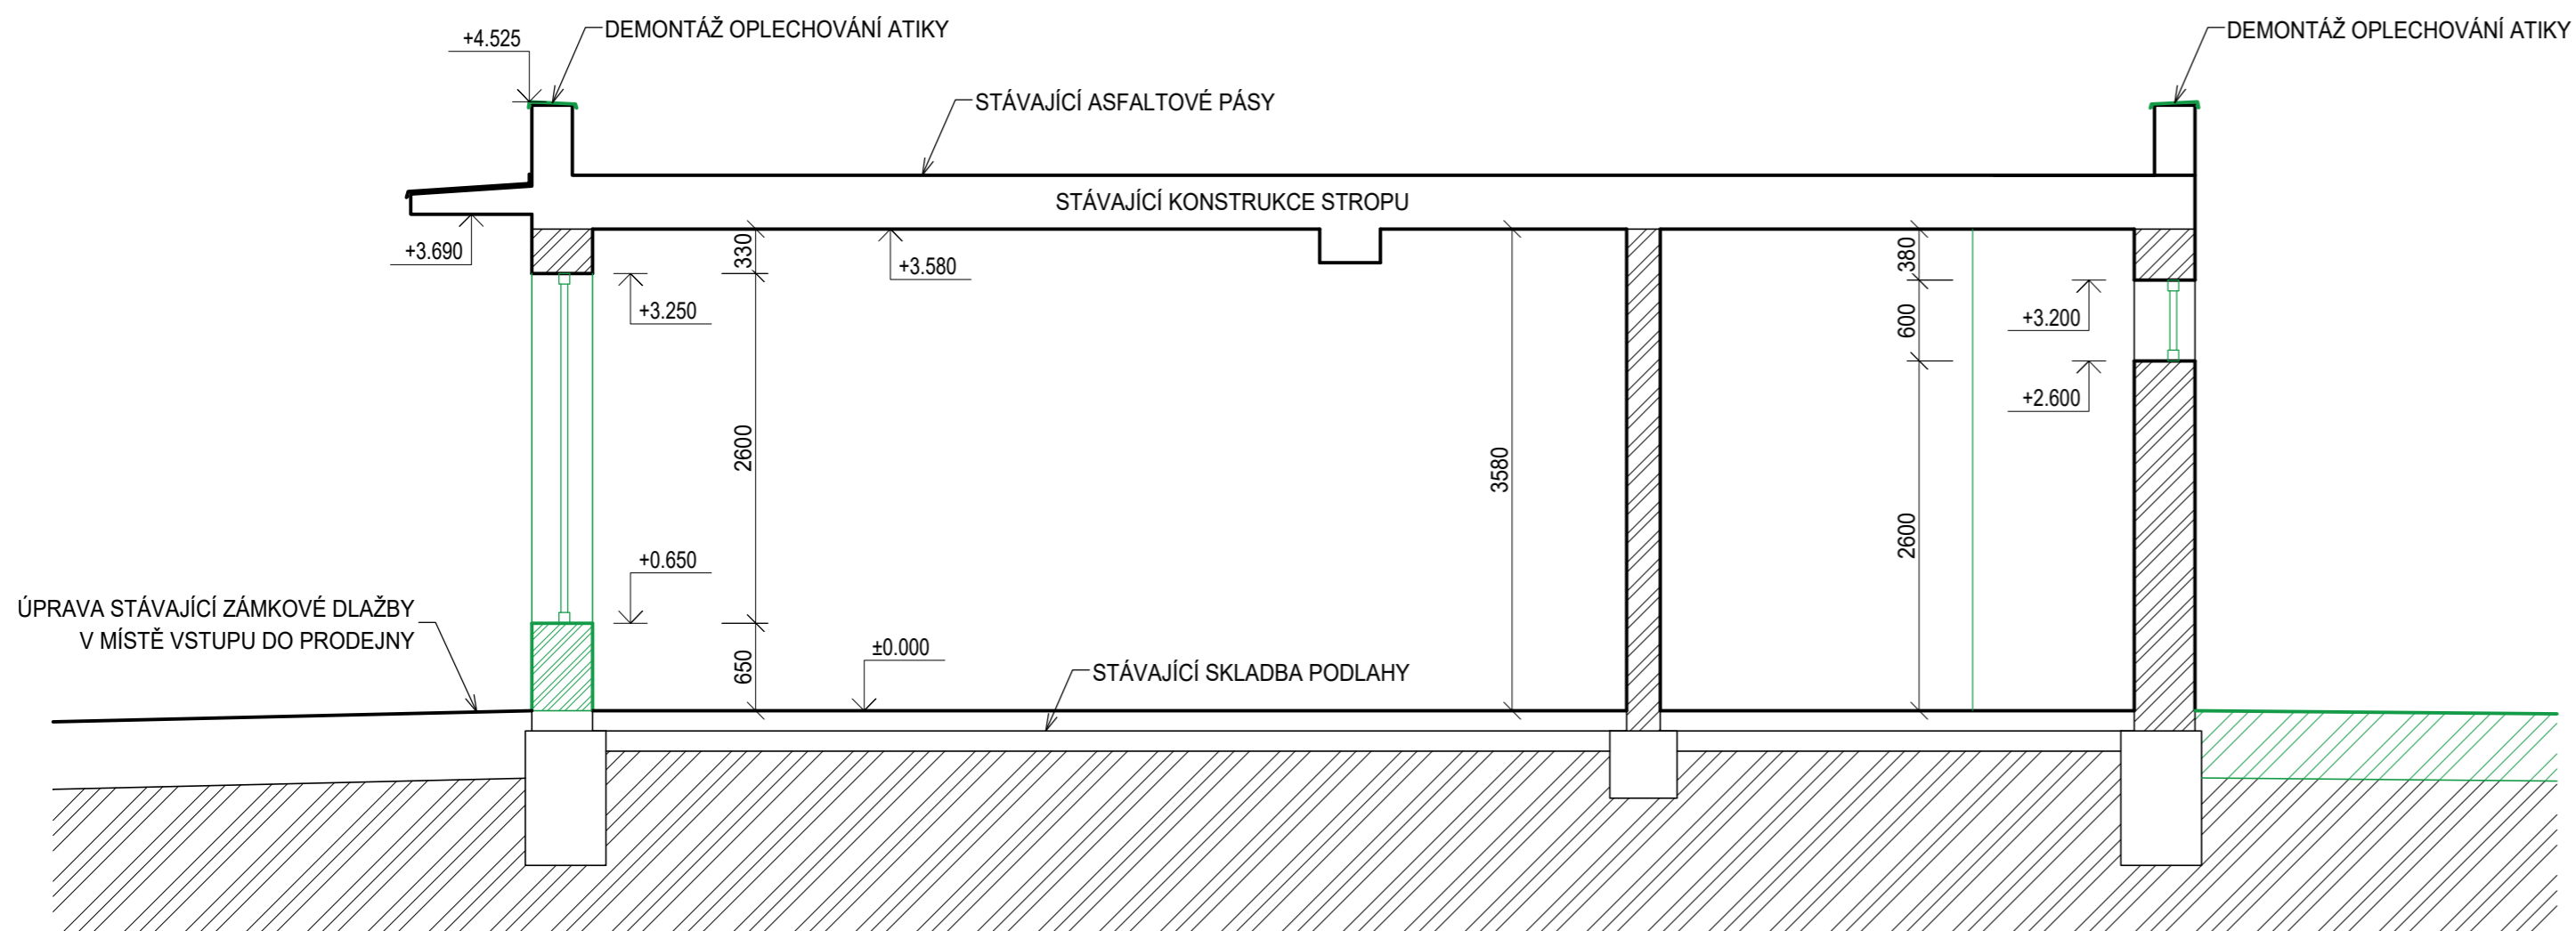 +4.525
DEMONTÁŽ OPLECHOVÁNÍ ATIKY
DEMONTÁŽ OPLECHOVÁNÍ ATIKY
STÁVAJÍCÍ ASFALTOVÉ PÁSY
STÁVAJÍCÍ KONSTRUKCE STROPU
+3.690
330
+3.580
380
+3.250
600
+3.200
+2.600
2600
3580
2600
+0.650
ÚPRAVA STÁVAJÍCÍ ZÁMKOVÉ DLAŽBY
V MÍSTĚ VSTUPU DO PRODEJNY
650
±0.000
STÁVAJÍCÍ SKLADBA PODLAHY